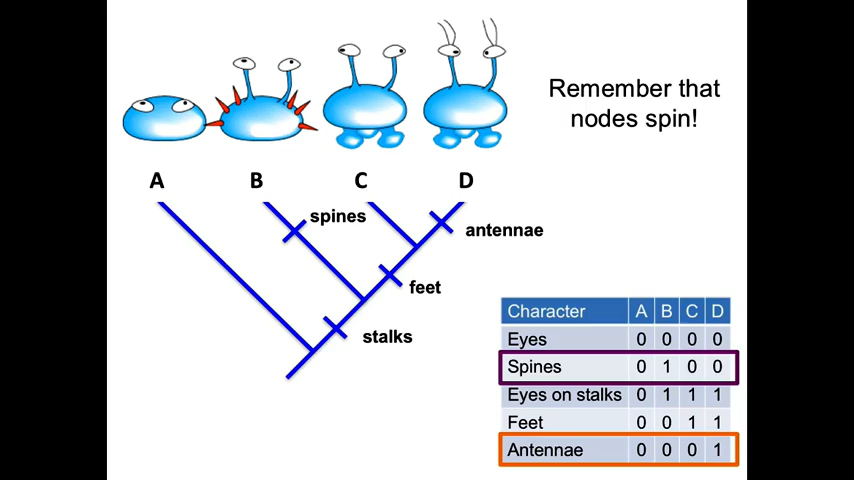 Remember that
nodes spin!
A B C D
spines
antennae
feet
stalks
Character A B C D
Eyes 0 0 0 0
Spines 0 1 0 0
Eyes on stalks 0 1 1 1
Feet 0 0 1 1
Antennae 0 0 0 1